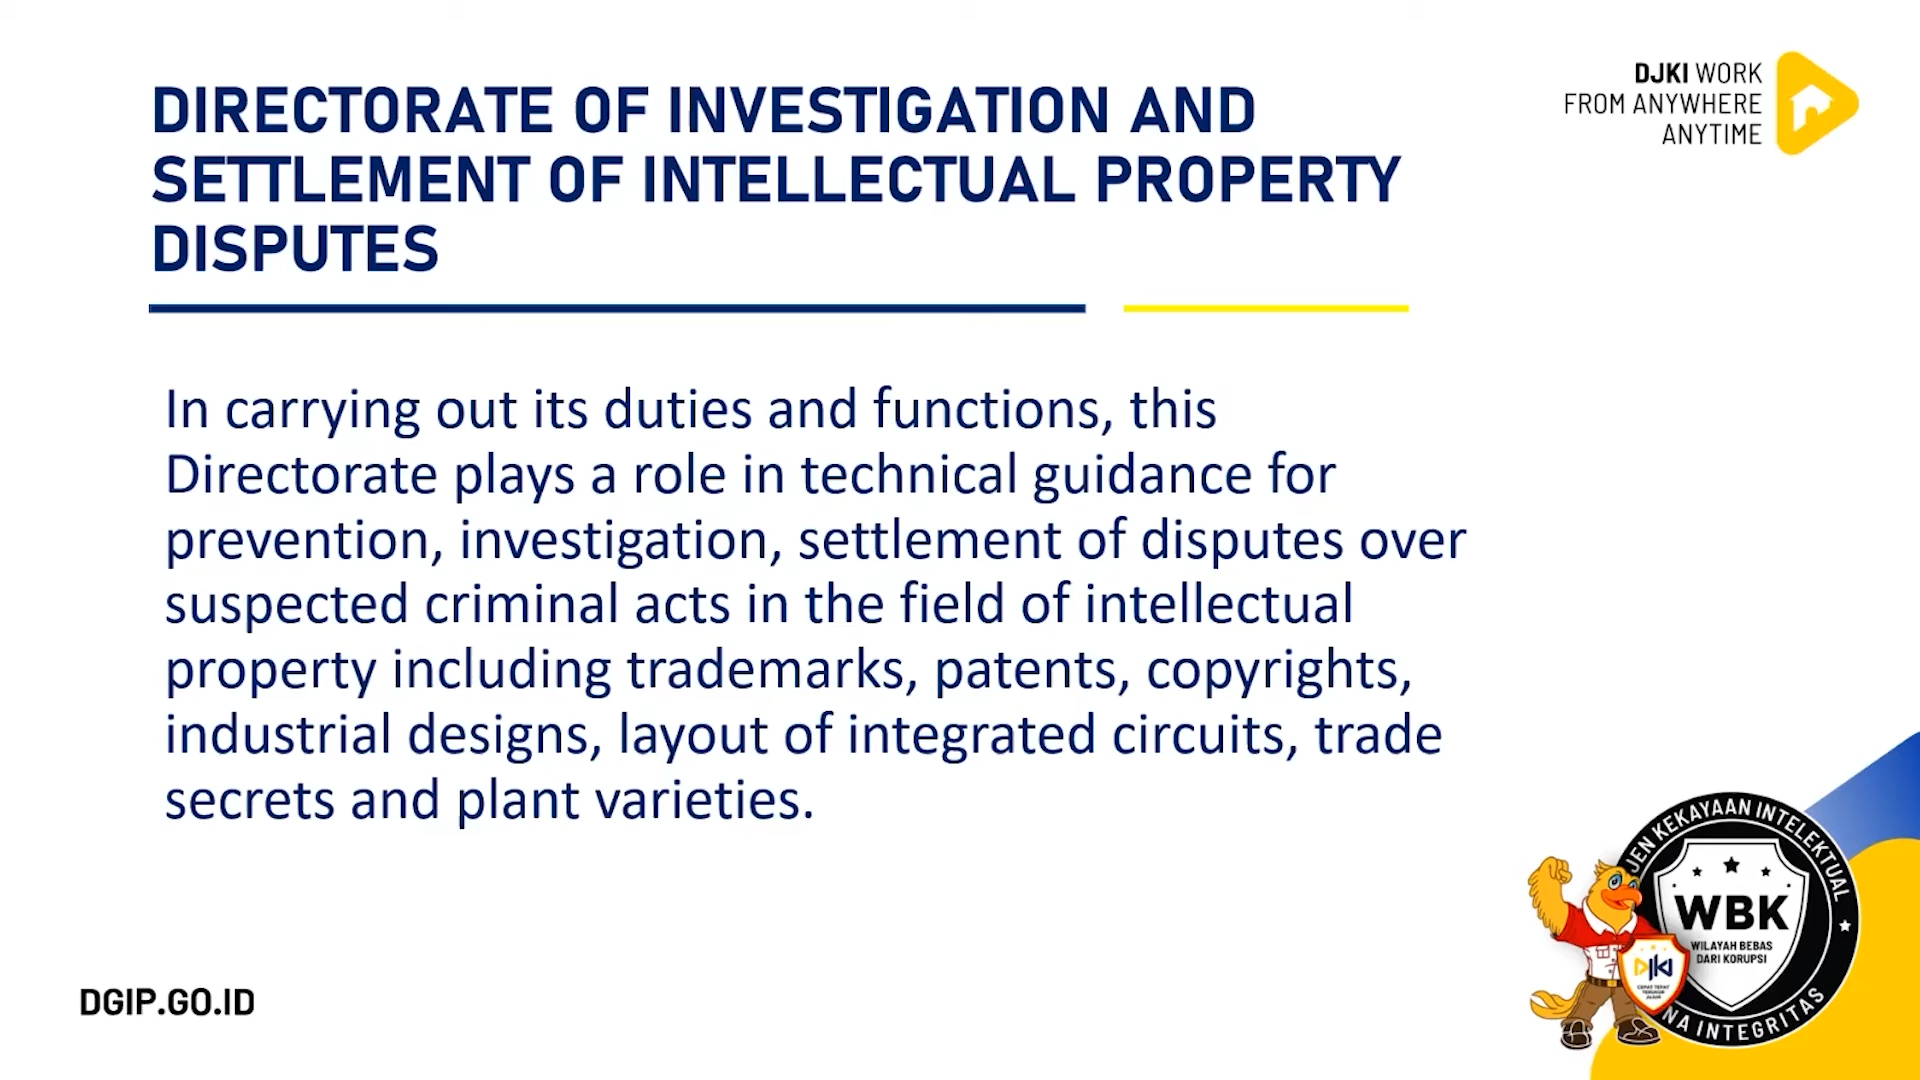 DIRECTORATE OF INVESTIGATION AND
SETTLEMENT OF INTELLECTUAL PROPERTY
DISPUTES
DJKI WORK
FROM ANYWHERE
ANYTIME
In carrying out its duties and functions, this
Directorate plays a role in technical guidance for
prevention, investigation, settlement of disputes over
suspected criminal acts in the field of intellectual
property including trademarks, patents, copyrights,
industrial designs, layout of integrated circuits, trade
secrets and plant varieties.
JEN KEKAYAAN INTELEKTUAL
WBK
WILAYAH BEBAS
DARI KORUPSI
NA INTEGRITAS
DJKI
DGIP.GO.ID